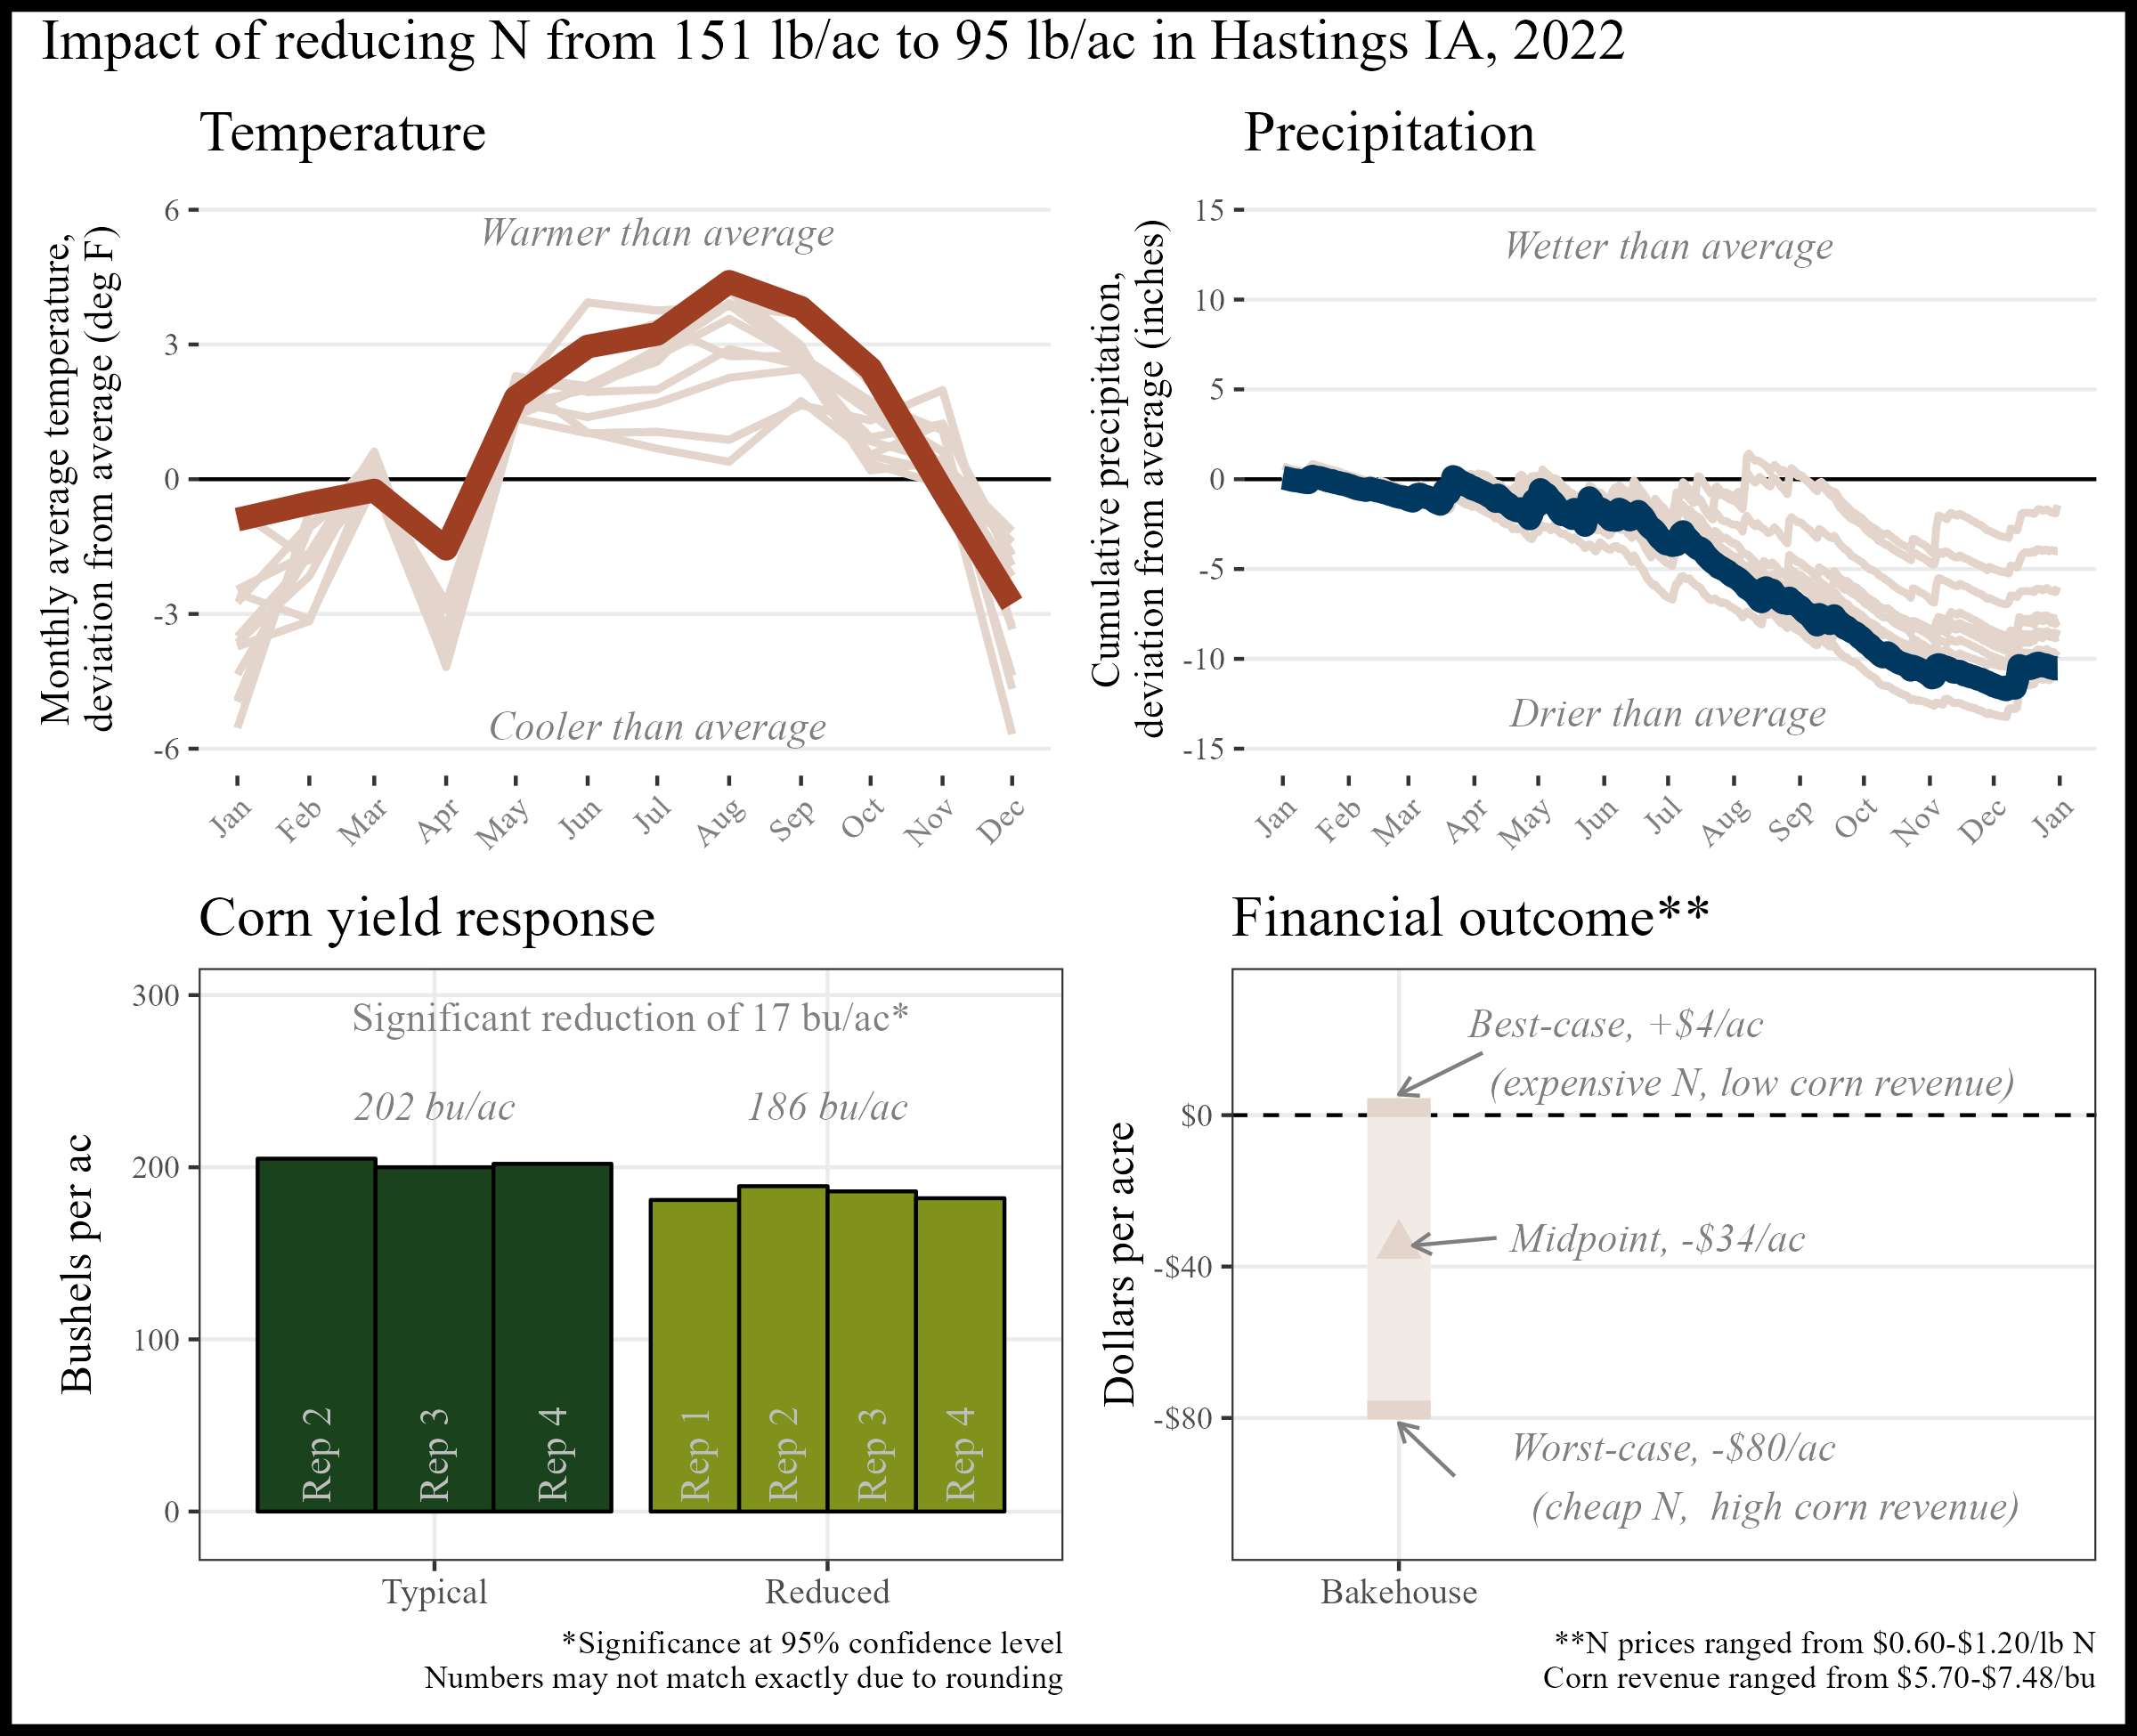 Impact of reducing N from 151 lb/ac to 95 lb/ac in Hastings IA, 2022
Temperature
Monthly average temperature,
deviation from average (deg F)
6
3
0
-3
-6
Warmer than average
Cooler than average
Jan
Feb
Mar
Apr
May
Jun
Jul
Aug
Sep
Oct
Nov
Dec
Precipitation
Cumulative precipitation,
deviation from average (inches)
15
10
5
0
-5
-10
-15
Wetter than average
Drier than average
Jan
Feb
Mar
Apr
May
Jun
Jul
Aug
Sep
Oct
Nov
Dec
Jan
Corn yield response
Bushels per ac
300
200
100
0
Significant reduction of 17 bu/ac*
202 bu/ac
186 bu/ac
Rep 2
Rep 3
Rep 4
Rep 1
Rep 2
Rep 3
Rep 4
Typical
Reduced
*Significance at 95% confidence level
Numbers may not match exactly due to rounding
Financial outcome**
Dollars per acre
$0
-$40
-$80
Best-case, +$4/ac
(expensive N, low corn revenue)
Midpoint, -$34/ac
Worst-case, -$80/ac
(cheap N,  high corn revenue)
Bakehouse
**N prices ranged from $0.60-$1.20/lb N
Corn revenue ranged from $5.70-$7.48/bu